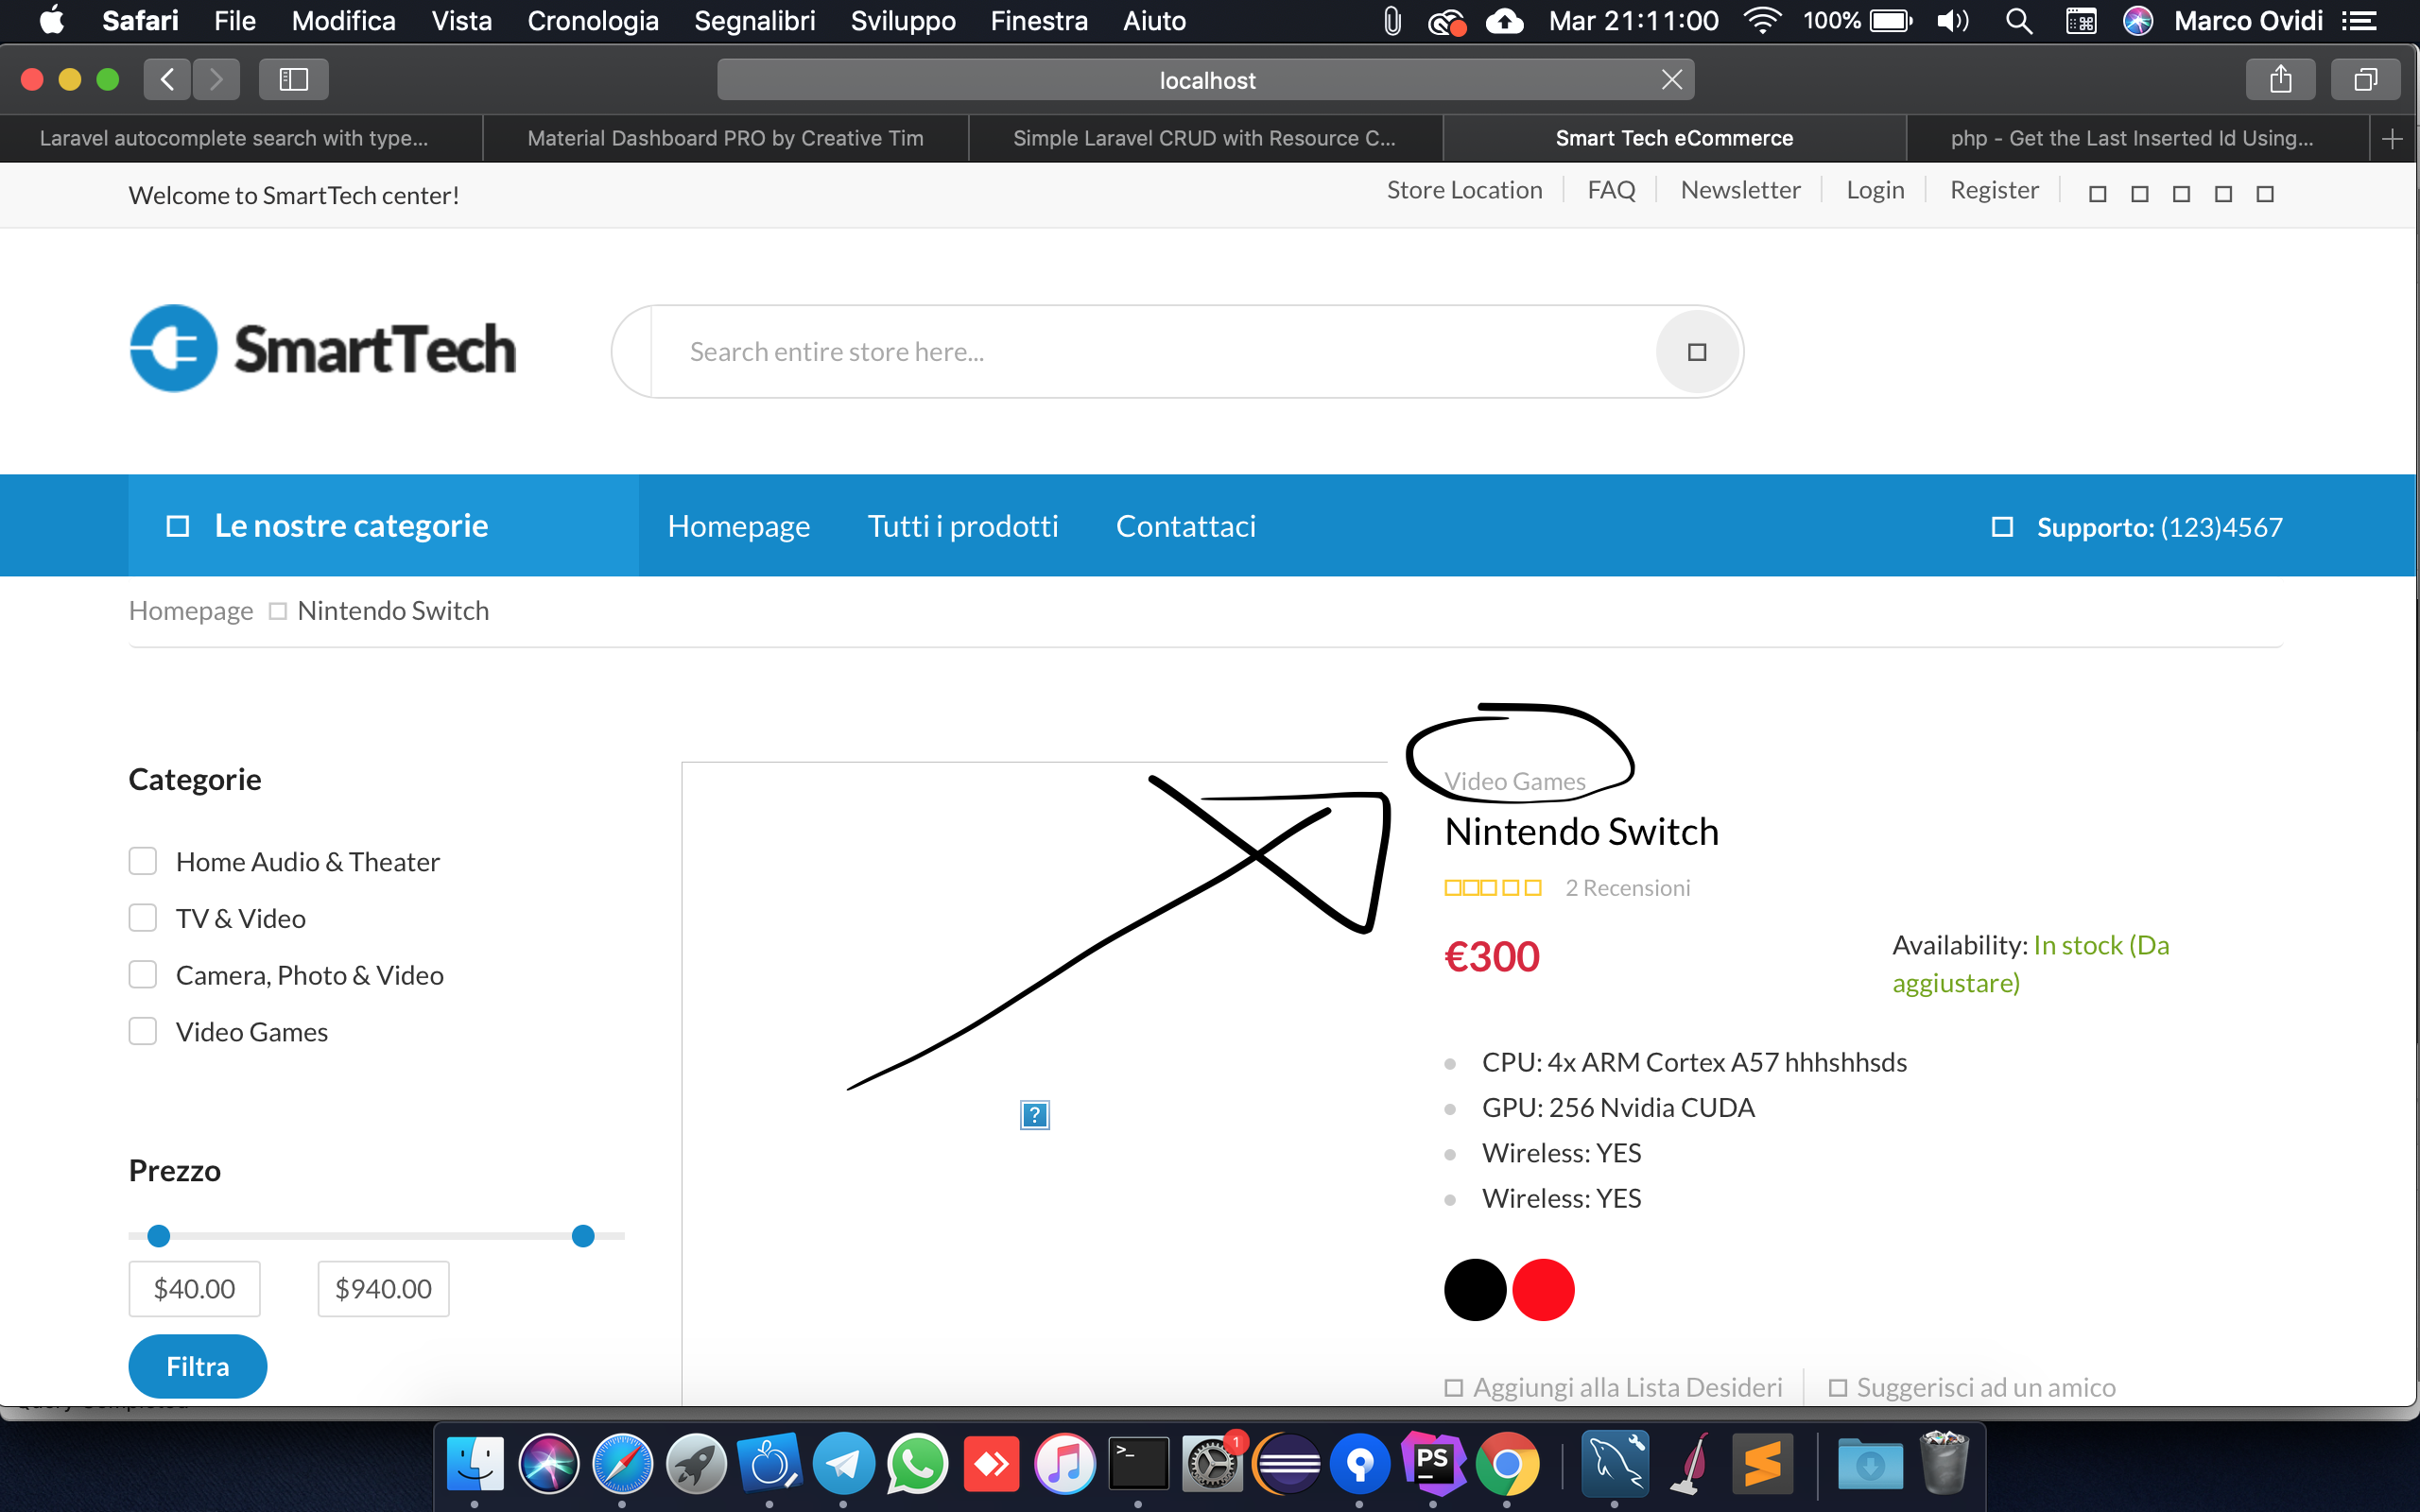 Safari File Modifica Vista Cronologia Segnalibri Sviluppo Finestra Aiuto Mar 21:11:00 100% Marco Ovidi
localhost
Laravel autocomplete search with type... Material Dashboard PRO by Creative Tim Simple Laravel CRUD with Resource C... Smart Tech eCommerce php - Get the Last Inserted Id Using...
Welcome to SmartTech center! Store Location FAQ Newsletter Login Register
SmartTech Search entire store here...
Le nostre categorie Homepage Tutti i prodotti Contattaci Supporto: (123)4567
Homepage Nintendo Switch
Categorie
Home Audio & Theater
TV & Video
Camera, Photo & Video
Video Games
Prezzo
$40.00 $940.00
Filtra
?
Video Games
Nintendo Switch
2 Recensioni
€300
Availability: In stock (Da
aggiustare)
CPU: 4x ARM Cortex A57 hhhshhsds
GPU: 256 Nvidia CUDA
Wireless: YES
Wireless: YES
Aggiungi alla Lista Desideri Suggerisci ad un amico
>_ 1 PS